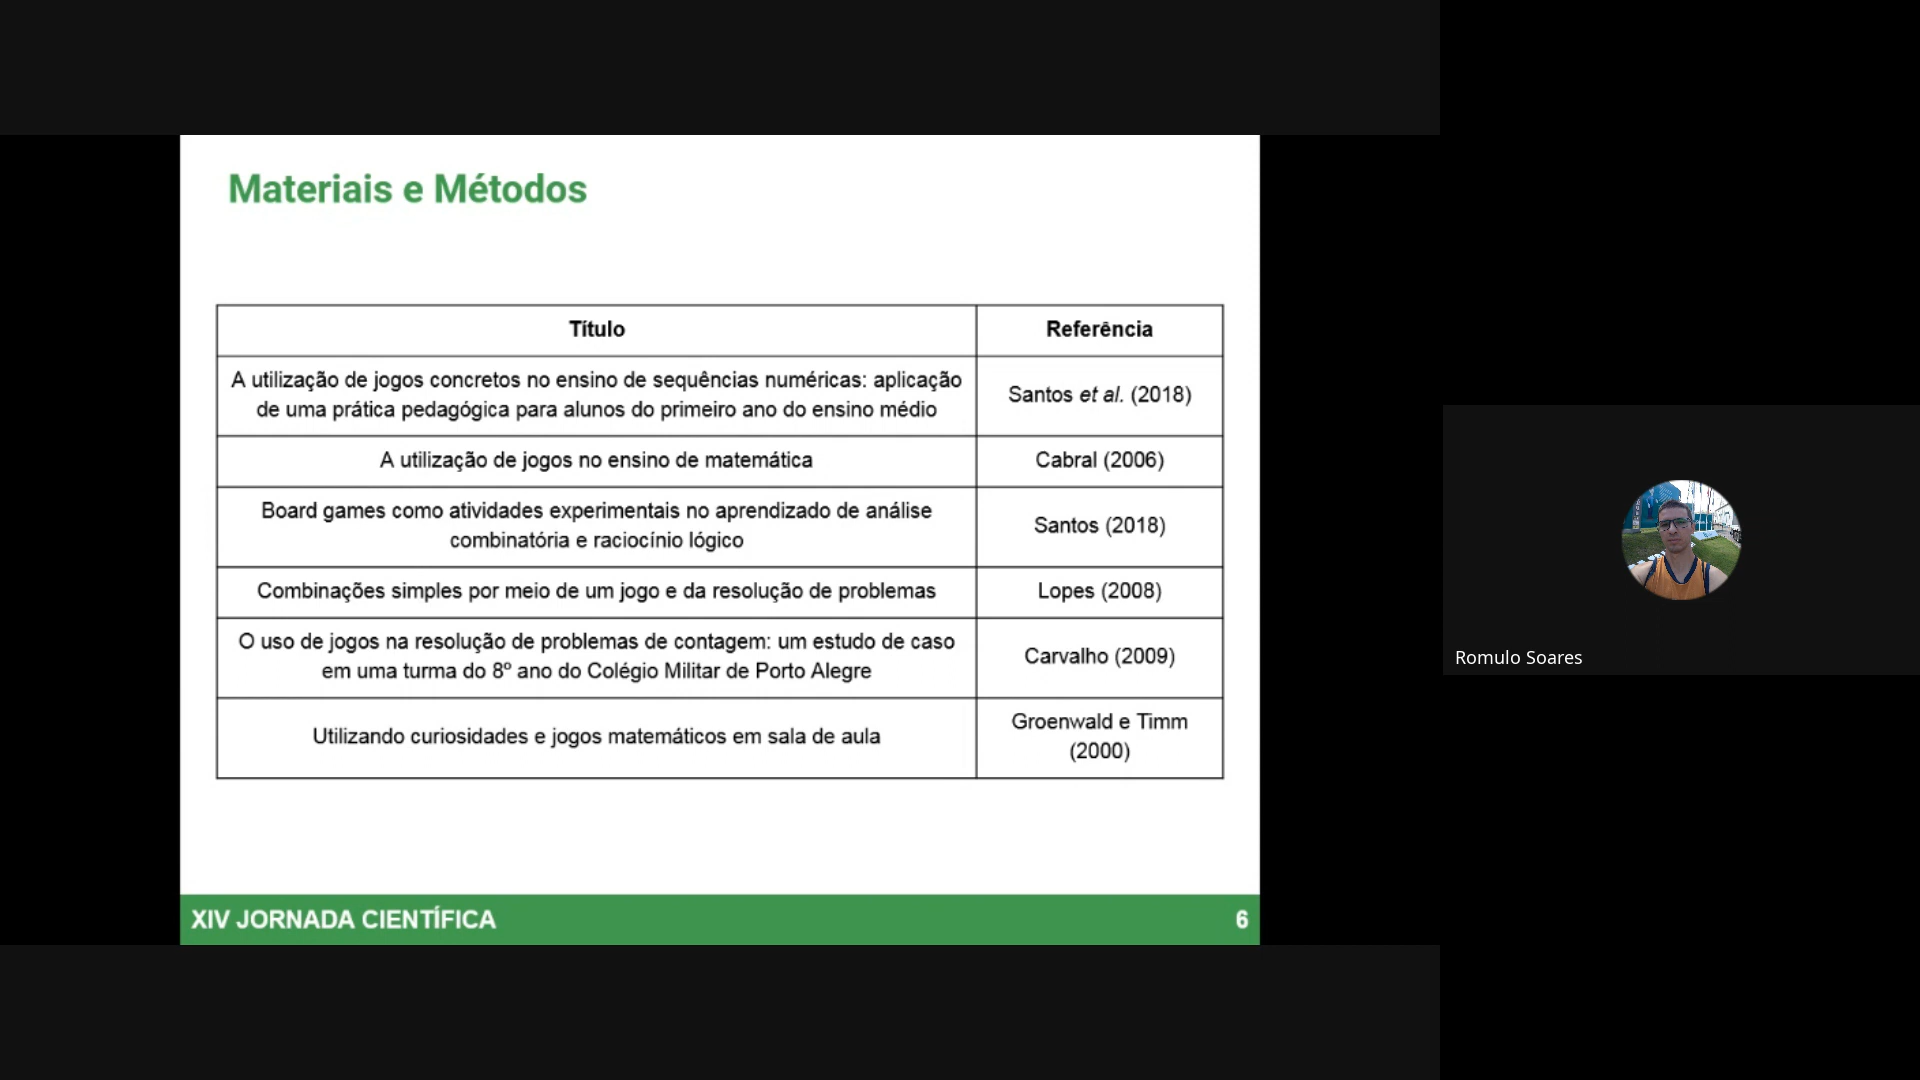 Materiais e Métodos
Título
Referência
A utilização de jogos concretos no ensino de sequências numéricas: aplicação
de uma prática pedagógica para alunos do primeiro ano do ensino médio
Santos et al. (2018)
A utilização de jogos no ensino de matemática
Cabral (2006)
Board games como atividades experimentais no aprendizado de análise
combinatória e raciocínio lógico
Santos (2018)
Combinações simples por meio de um jogo e da resolução de problemas
Lopes (2008)
O uso de jogos na resolução de problemas de contagem: um estudo de caso
em uma turma do 8º ano do Colégio Militar de Porto Alegre
Carvalho (2009)
Utilizando curiosidades e jogos matemáticos em sala de aula
Groenwald e Timm
(2000)
XIV JORNADA CIENTÍFICA
6
Romulo Soares